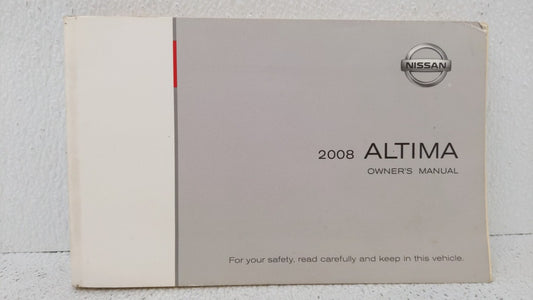 NISSAN
2008 ALTIMA
OWNER'S MANUAL
For your safety, read carefully and keep in this vehicle.